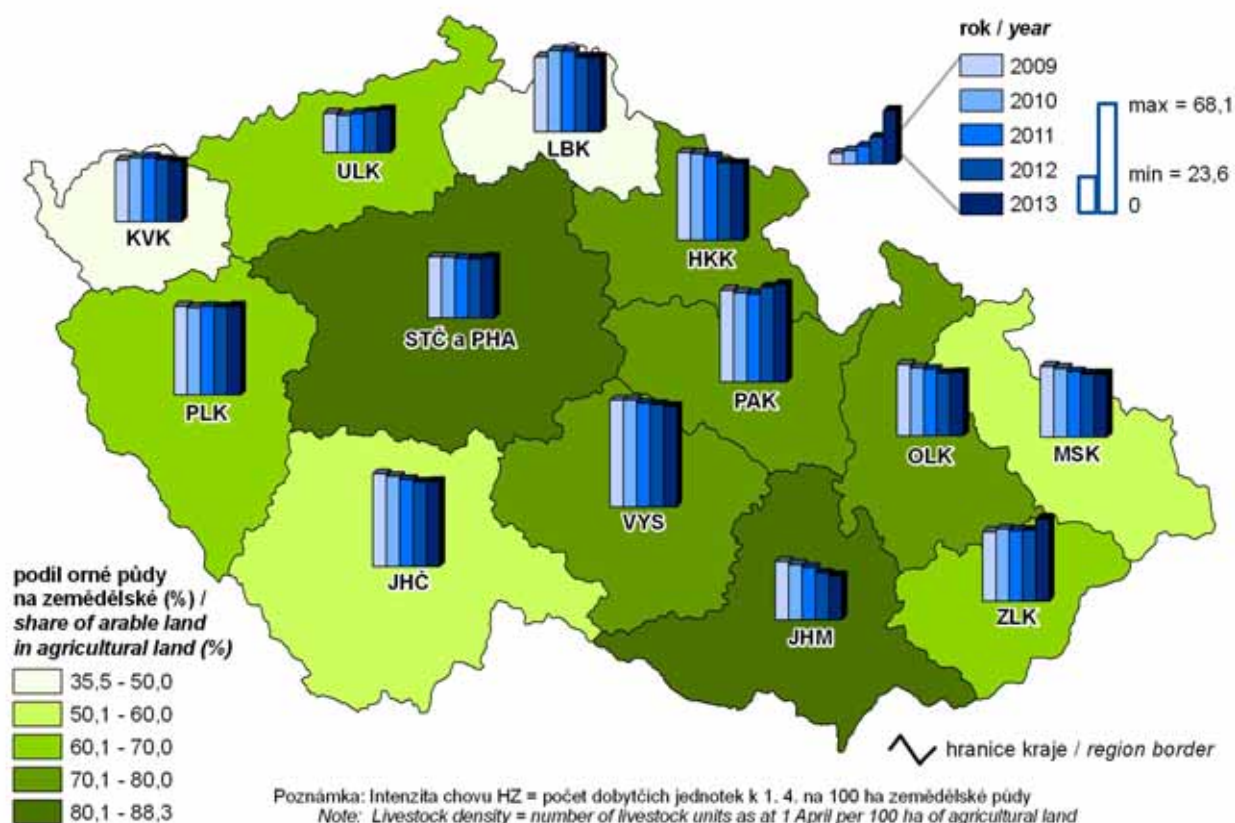 rok / year
2009
2010
2011
2012
2013
max = 68,1
min = 23,6
0
LBK
ULK
KVK
HKK
STČ a PHA
PAK
PLK
OLK
MSK
VYS
JHČ
ZLK
JHM
podíl orné půdy
na zemědělské (%) /
share of arable land
in agricultural land (%)
35,5 - 50,0
50,1 - 60,0
60,1 - 70,0
70,1 - 80,0
80,1 - 88,3
hranice kraje / region border
Poznámka: Intenzita chovu HZ = počet dobytčích jednotek k 1. 4. na 100 ha zemědělské půdy
Note: Livestock density = number of livestock units as at 1 April per 100 ha of agricultural land